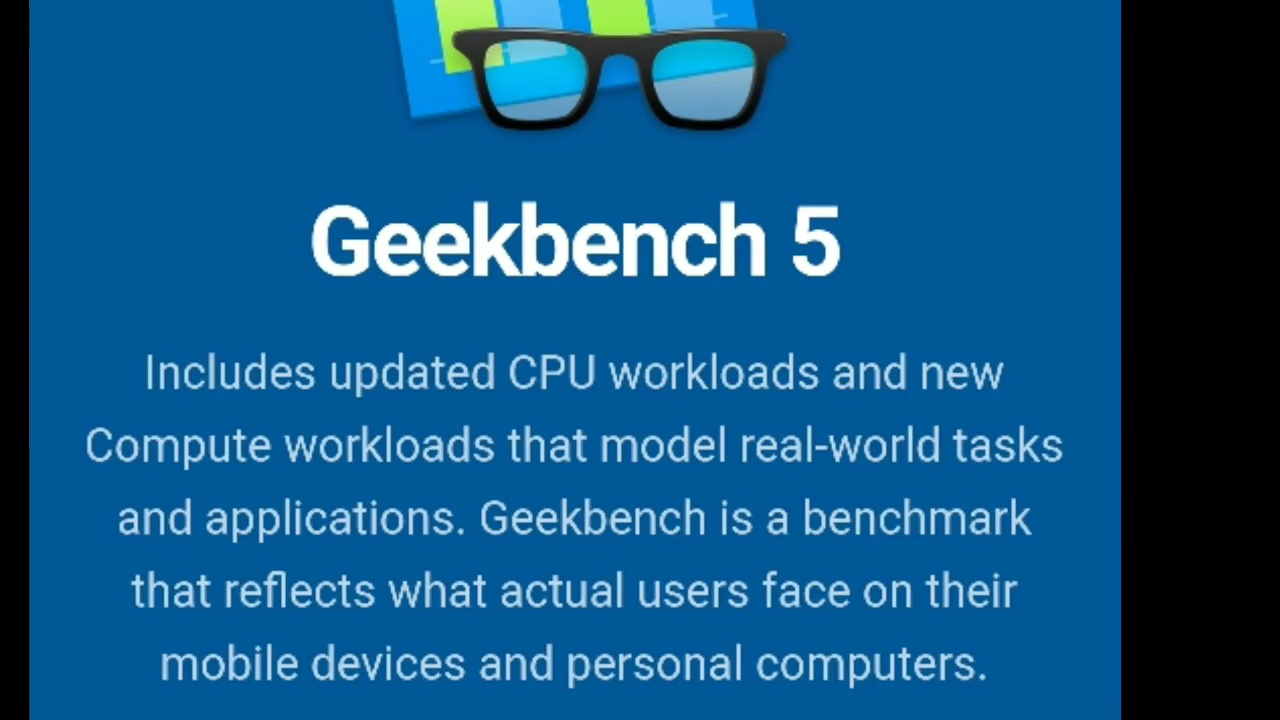 Geekbench 5
Includes updated CPU workloads and new
Compute workloads that model real-world tasks
and applications. Geekbench is a benchmark
that reflects what actual users face on their
mobile devices and personal computers.